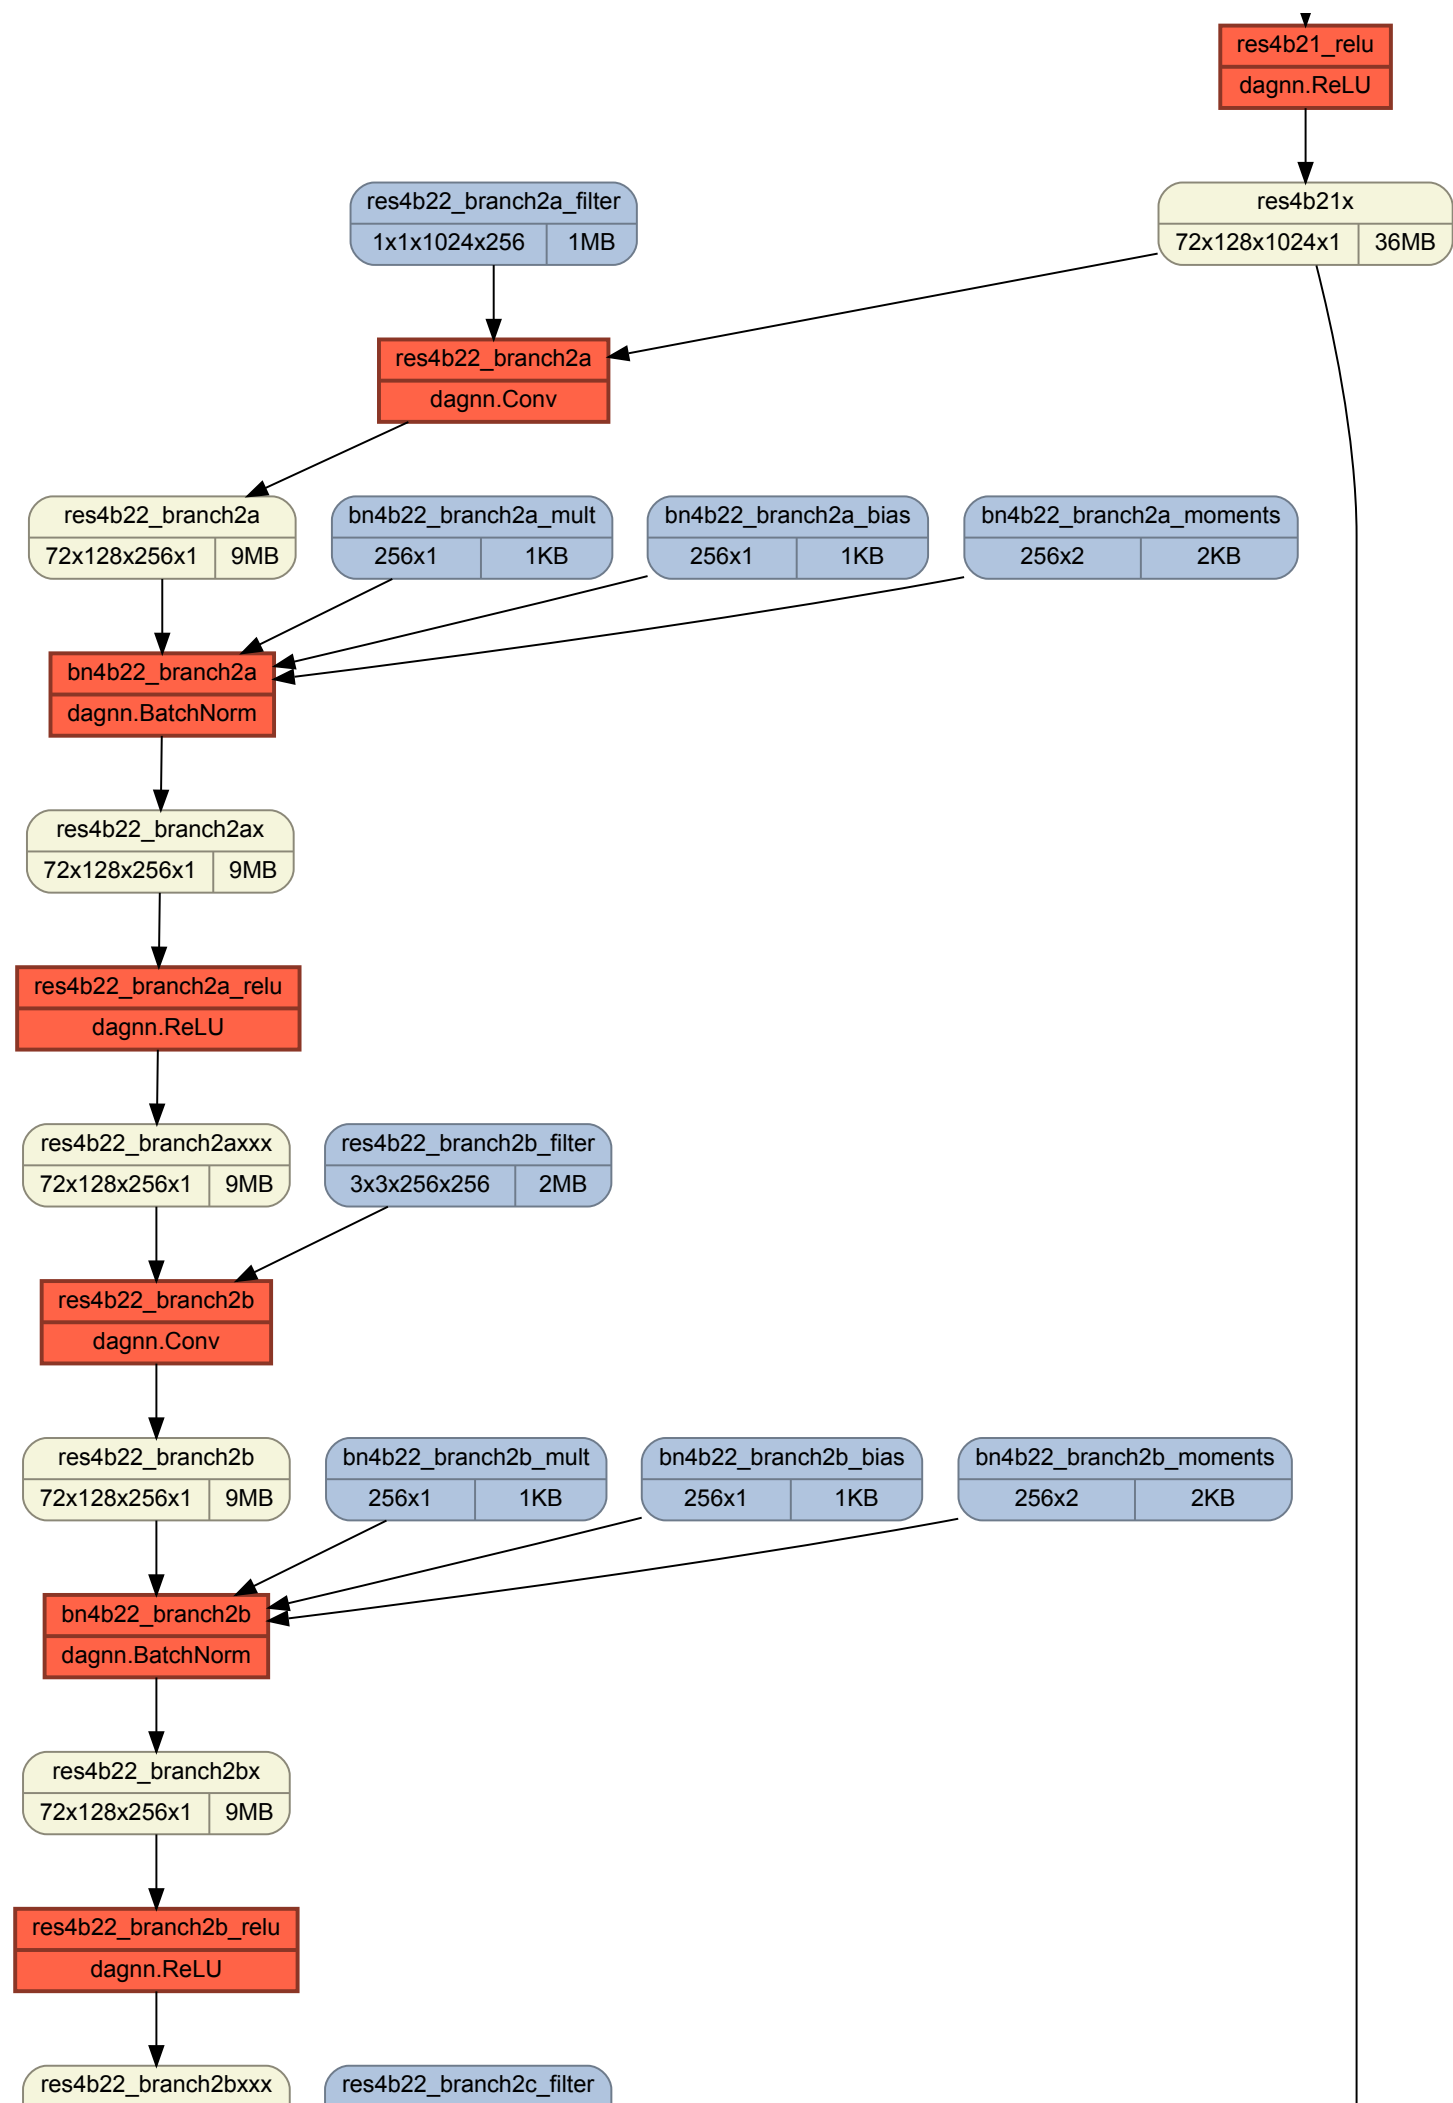 res4b21_relu
dagnn.ReLU
res4b22_branch2a_filter
1x1x1024x256 1MB
res4b21x
72x128x1024x1 36MB
res4b22_branch2a
dagnn.Conv
res4b22_branch2a
72x128x256x1 9MB
bn4b22_branch2a_mult
256x1 1KB
bn4b22_branch2a_bias
256x1 1KB
bn4b22_branch2a_moments
256x2 2KB
bn4b22_branch2a
dagnn.BatchNorm
res4b22_branch2ax
72x128x256x1 9MB
res4b22_branch2a_relu
dagnn.ReLU
res4b22_branch2axxx
72x128x256x1 9MB
res4b22_branch2b_filter
3x3x256x256 2MB
res4b22_branch2b
dagnn.Conv
res4b22_branch2b
72x128x256x1 9MB
bn4b22_branch2b_mult
256x1 1KB
bn4b22_branch2b_bias
256x1 1KB
bn4b22_branch2b_moments
256x2 2KB
bn4b22_branch2b
dagnn.BatchNorm
res4b22_branch2bx
72x128x256x1 9MB
res4b22_branch2b_relu
dagnn.ReLU
res4b22_branch2bxxx
res4b22_branch2c_filter